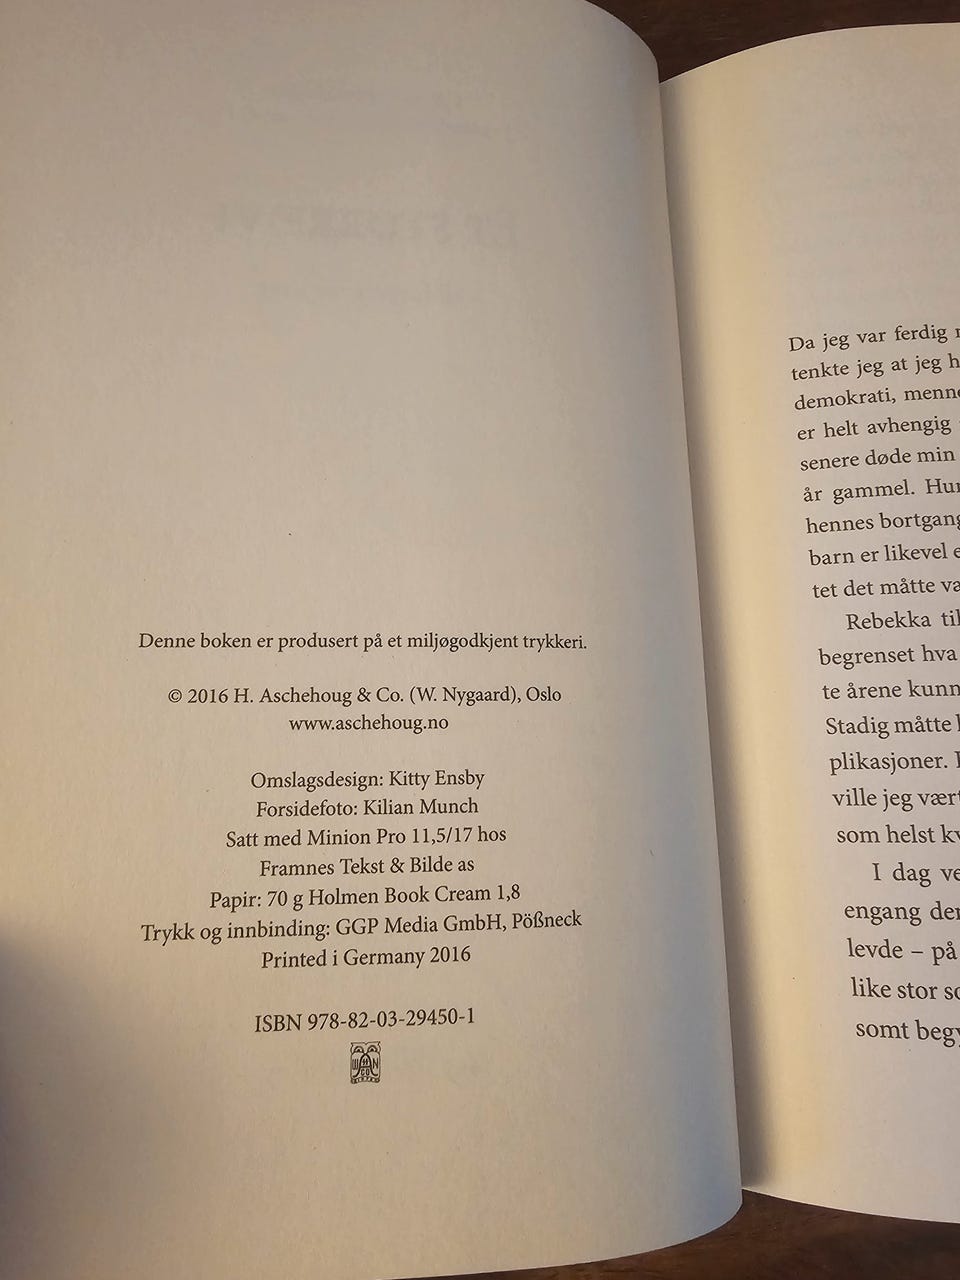 Denne boken er produsert på et miljøgodkjent trykkeri.
© 2016 H. Aschehoug & Co. (W. Nygaard), Oslo
www.aschehoug.no
Omslagsdesign: Kitty Ensby
Forsidefoto: Kilian Munch
Satt med Minion Pro 11,5/17 hos
Framnes Tekst & Bilde as
Papir: 70 g Holmen Book Cream 1,8
Trykk og innbinding: GGP Media GmbH, Pößneck
Printed i Germany 2016
ISBN 978-82-03-29450-1
Da jeg var ferdig
tenkte jeg at jeg
demokrati,
er helt avhengig
senere døde min
år gammel.
hennes
barn er likevel
tet det måtte
Rebekka
begrenset hva
te årene
Stadig måtte
plikasjoner.
ville jeg
som helst
I dag
engang
levde – på
like stor
somt